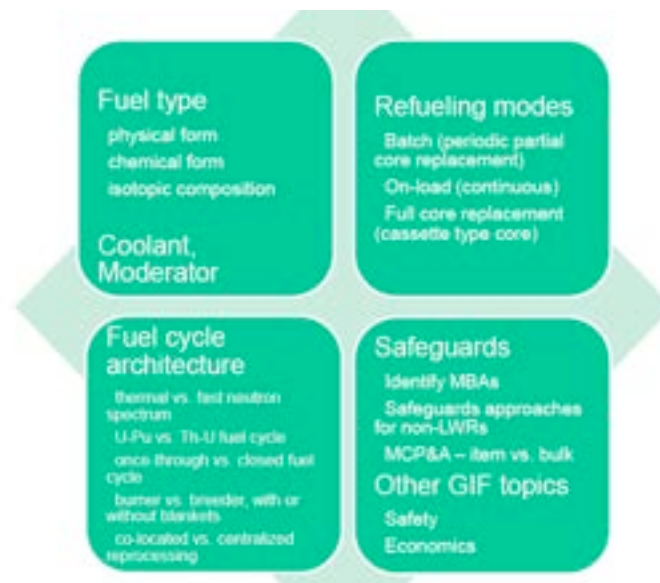 Fuel type
physical form
chemical form
isotopic composition
Coolant,
Moderator
Refueling modes
Batch (periodic partial
core replacement)
On-load (continuous)
Full core replacement
(cassette type core)
Fuel cycle
architecture
thermal vs. fast neutron
spectrum
U-Pu vs. Th-U fuel cycle
once-through vs. closed fuel
cycle
burner vs. breeder, with or
without blankets
co-located vs. centralized
reprocessing
Safeguards
Identify MBAs
Safeguards approaches
for non-LWRs
MCP&A – item vs. bulk
Other GIF topics
Safety
Economics